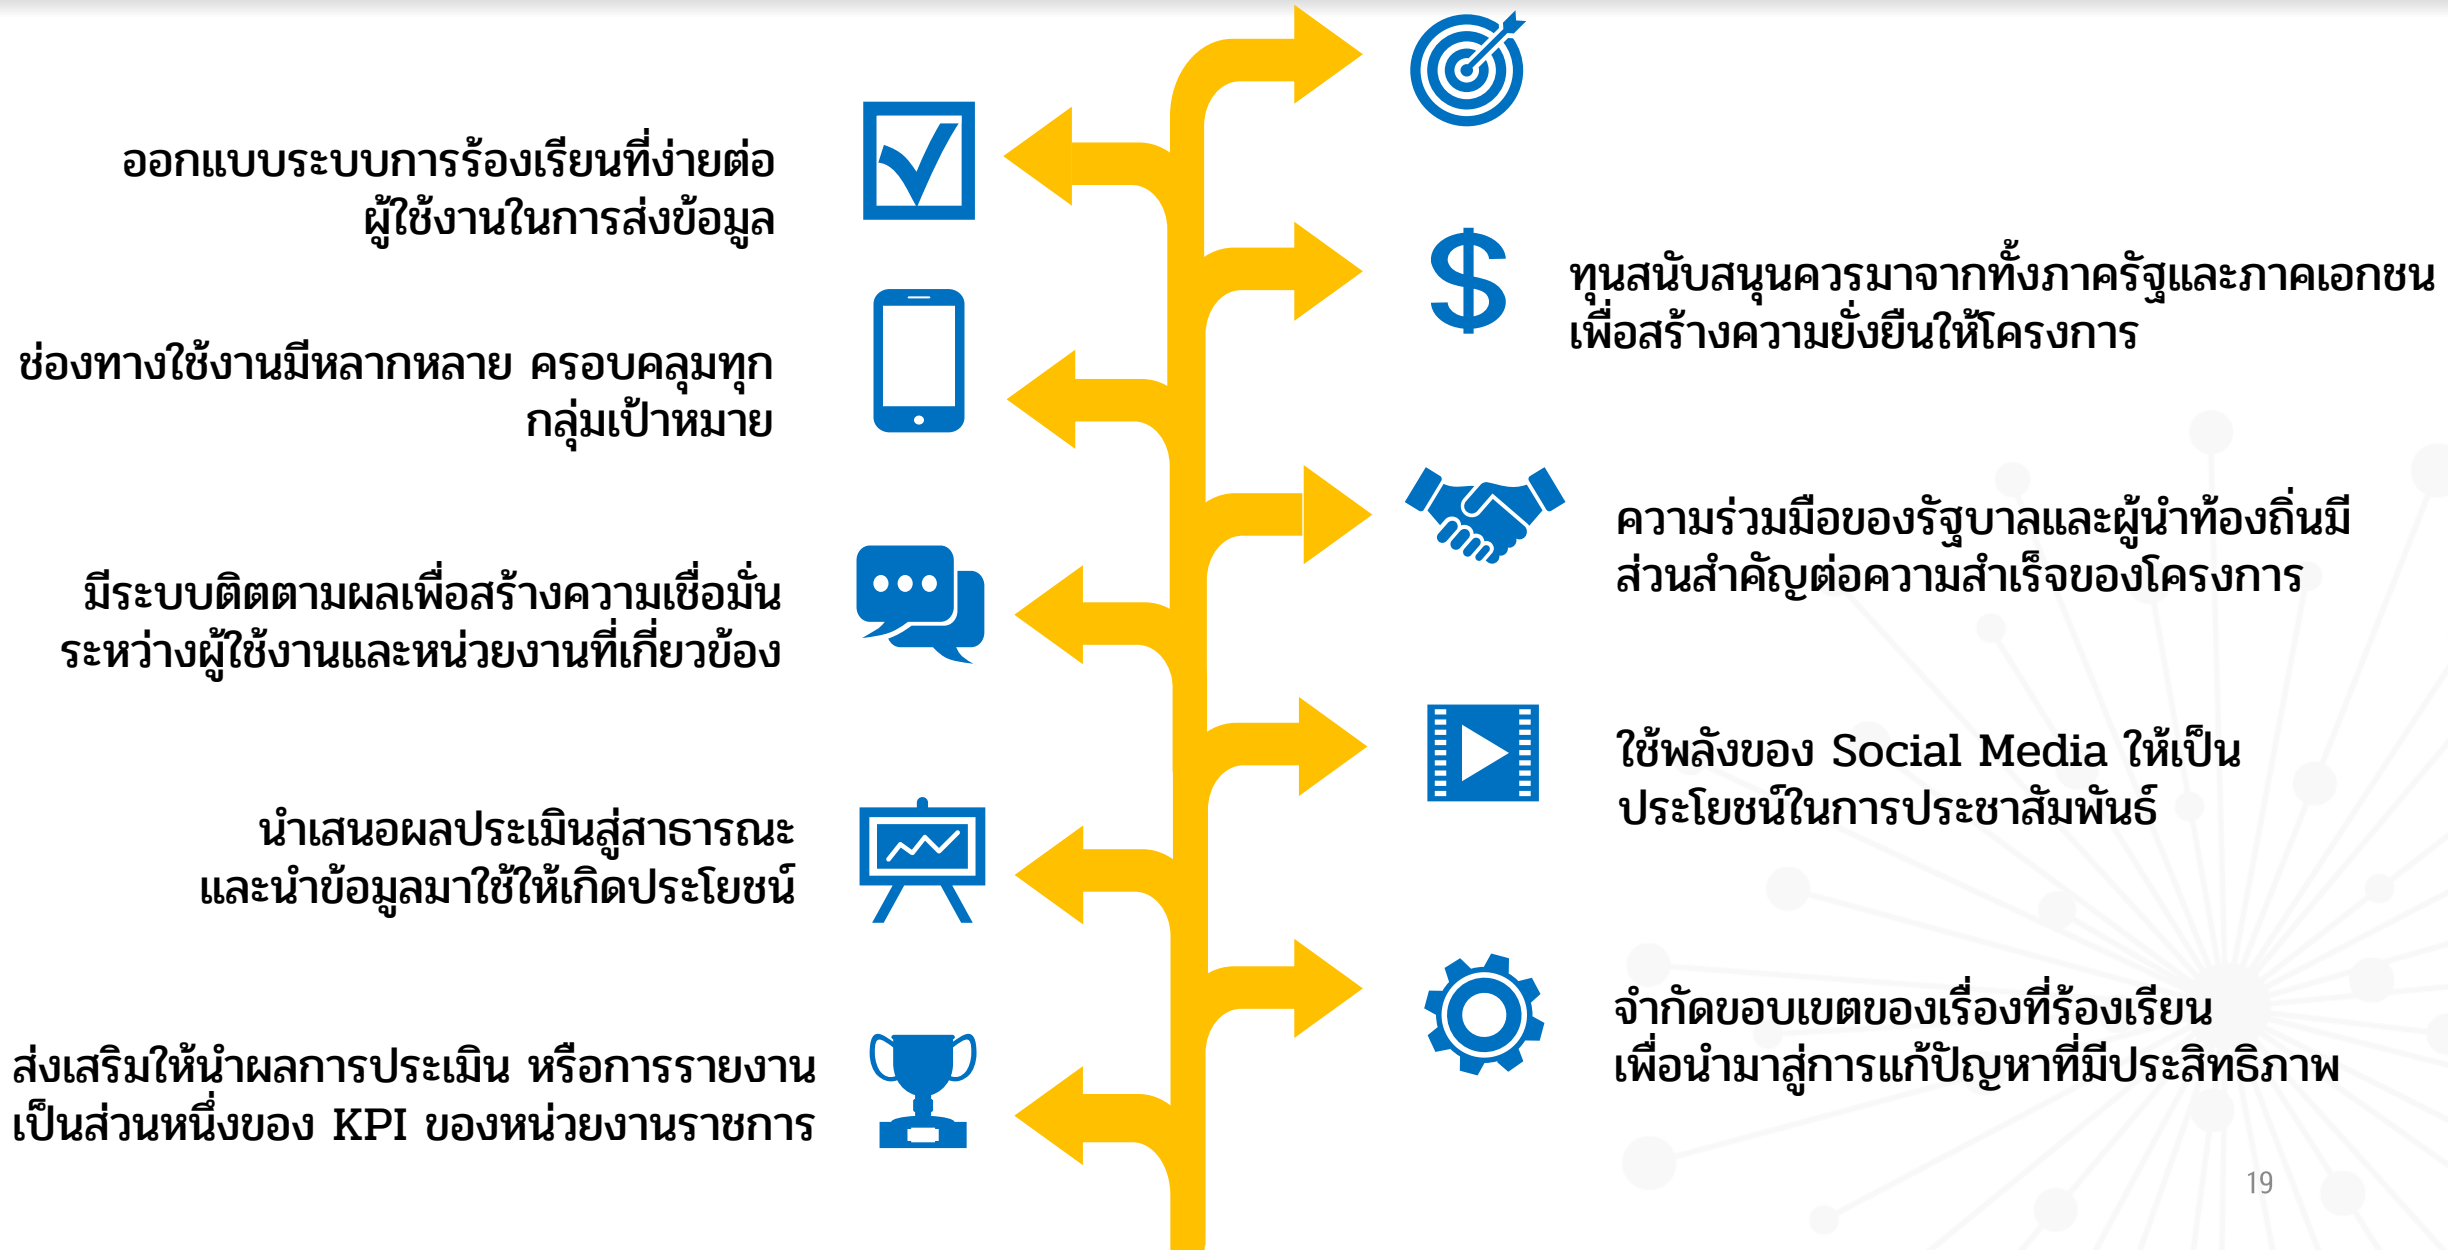 ออกแบบระบบการร้องเรียนที่ง่ายต่อ
ผู้ใช้งานในการส่งข้อมูล
ช่องทางใช้งานมีหลากหลาย ครอบคลุมทุก
กลุ่มเป้าหมาย
มีระบบติตตามผลเพื่อสร้างความเชื่อมั่น
ระหว่างผู้ใช้งานและหน่วยงานที่เกี่ยวข้อง
นำเสนอผลประเมินสู่สาธารณะ
และนำข้อมูลมาใช้ให้เกิดประโยชน์
ส่งเสริมให้นำผลการประเมิน หรือการรายงาน
เป็นส่วนหนึ่งของ KPI ของหน่วยงานราชการ
$
ทุนสนับสนุนควรมาจากทั้งภาครัฐและภาคเอกชน
เพื่อสร้างความยั่งยืนให้โครงการ
ความร่วมมือของรัฐบาลและผู้นำท้องถิ่นมี
ส่วนสำคัญต่อความสำเร็จของโครงการ
ใช้พลังของ Social Media ให้เป็น
ประโยชน์ในการประชาสัมพันธ์
จำกัดขอบเขตของเรื่องที่ร้องเรียน
เพื่อนำมาสู่การแก้ปัญหาที่มีประสิทธิภาพ
19